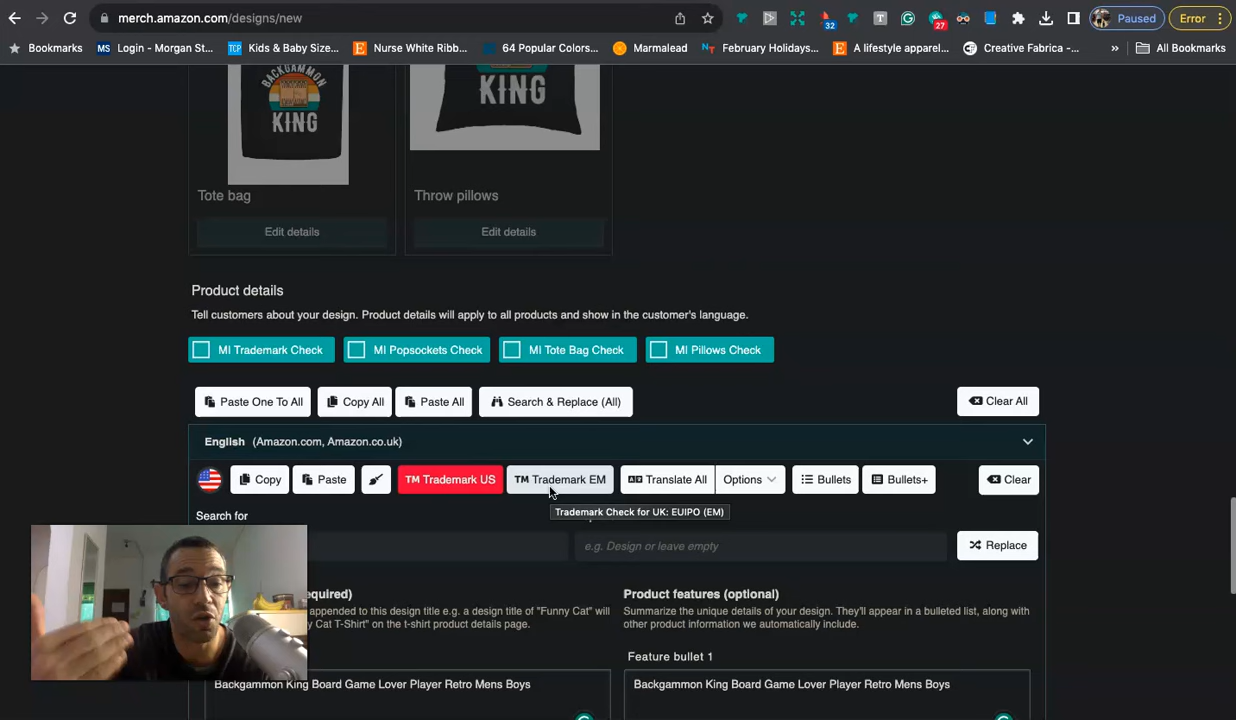 merch.amazon.com/designs/new
32
27
Paused
Error
Bookmarks
Login - Morgan St...
Kids & Baby Size...
Nurse White Ribb...
64 Popular Colors...
Marmalead
February Holidays...
A lifestyle apparel...
Creative Fabrica -...
»
All Bookmarks
BACKGAMMON
KING
KING
Tote bag
Throw pillows
Edit details
Edit details
Product details
Tell customers about your design. Product details will apply to all products and show in the customer's language.
MI Trademark Check
MI Popsockets Check
MI Tote Bag Check
MI Pillows Check
Paste One To All
Copy All
Paste All
Search & Replace (All)
Clear All
English (Amazon.com, Amazon.co.uk)
Copy
Paste
TM Trademark US
TM Trademark EM
Translate All
Options
Bullets
Bullets+
Clear
Trademark Check for UK: EUIPO (EM)
Search for
e.g. Design or leave empty
Replace
equired)
Product features (optional)
appended to this design title e.g. a design title of "Funny Cat" will
Summarize the unique details of your design. They'll appear in a bulleted list, along with
y Cat T-Shirt" on the t-shirt product details page.
other product information we automatically include.
Feature bullet 1
Backgammon King Board Game Lover Player Retro Mens Boys
Backgammon King Board Game Lover Player Retro Mens Boys